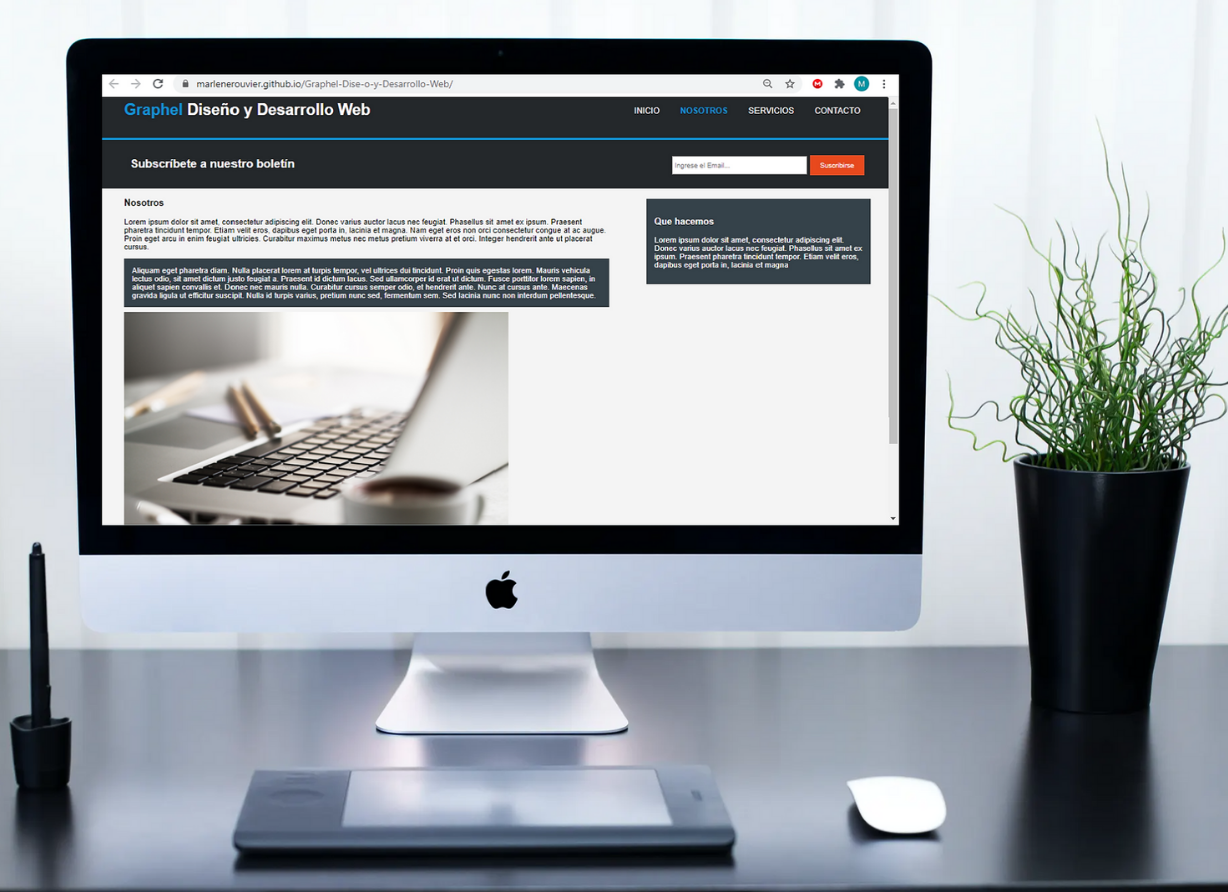 marlenerouvier.github.io/Graphel-Dise-o-y-Desarrollo-Web/
M
M
Graphel Diseño y Desarrollo Web
INICIO NOSOTROS SERVICIOS CONTACTO
Subscríbete a nuestro boletín
Ingrese el Email...
Suscribirse
Nosotros
Lorem ipsum dolor sit amet, consectetur adipiscing elit. Donec varius auctor lacus nec feugiat. Phasellus sit amet ex ipsum. Praesent
pharetra tincidunt tempor. Etiam velit eros, dapibus eget porta in, lacinia et magna. Nam eget eros non orci consectetur congue at ac augue.
Proin eget arcu in enim feugiat ultricies. Curabitur maximus metus nec metus pretium viverra at et orci. Integer hendrerit ante ut placerat
cursus.
Aliquam eget pharetra diam. Nulla placerat lorem at turpis tempor, vel ultrices dui tincidunt. Proin quis egestas lorem. Mauris vehicula
lectus odio, sit amet dictum justo feugiat a. Praesent id dictum lacus. Sed ullamcorper id erat ut dictum. Fusce porttitor lorem sapien, in
aliquet sapien convallis et. Donec nec mauris nulla. Curabitur cursus semper odio, et hendrerit ante. Nunc at cursus ante. Maecenas
gravida ligula ut efficitur suscipit. Nulla id turpis varius, pretium nunc sed, fermentum sem. Sed lacinia nunc non interdum pellentesque.
Que hacemos
Lorem ipsum dolor sit amet, consectetur adipiscing elit.
Donec varius auctor lacus nec feugiat. Phasellus sit amet ex
ipsum. Praesent pharetra tincidunt tempor. Etiam velit eros,
dapibus eget porta in, lacinia et magna